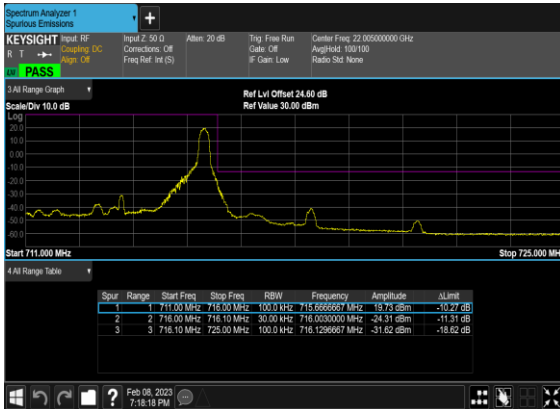 Spectrum Analyzer 1
Spurious Emissions
+
KEYSIGHT Input: RF Input Z: 50 Ω Atten: 20 dB Trig: Free Run Center Freq: 22.005000000 GHz
R T Coupling: DC Corrections: Off Gate: Off Avg|Hold: 100/100
Align: Off Freq Ref: Int (S) IF Gain: Low Radio Std: None
PASS
3 All Range Graph Ref Lvl Offset 24.60 dB
Scale/Div 10.0 dB Ref Value 30.00 dBm
Log
20.0
10.0
0.00
-10.0
-20.0
-30.0
-40.0
-50.0
-60.0
Start 711.000 MHz Stop 725.000 MH
4 All Range Table
Spur Range Start Freq Stop Freq RBW Frequency Amplitude ΔLimit
1 1 711.00 MHz 716.00 MHz 100.0 kHz 715.6666667 MHz 19.73 dBm -10.27 dB
2 2 716.00 MHz 716.10 MHz 30.00 kHz 716.0030000 MHz -24.31 dBm -11.31 dB
3 3 716.10 MHz 725.00 MHz 100.0 kHz 716.1296667 MHz -31.62 dBm -18.62 dB
? Feb 08, 2023
7:18:18 PM